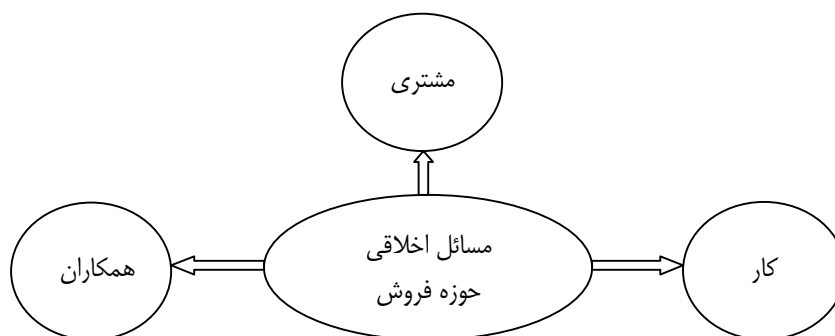 مشتری
مسائل اخلاقی
حوزه فروش
کار
همکاران